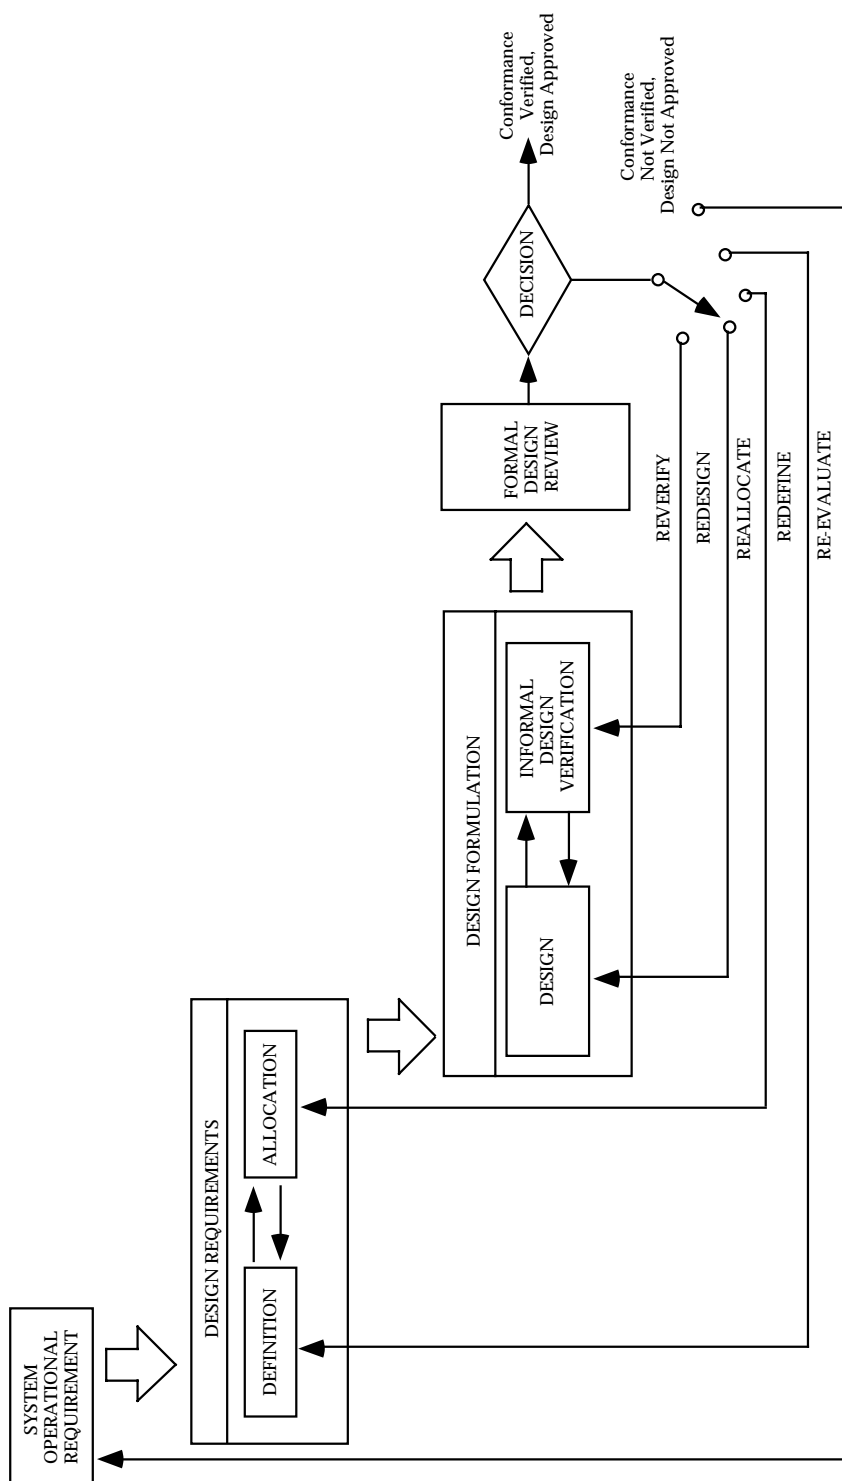 SYSTEM
OPERATIONAL
REQUIREMENT
DESIGN REQUIREMENTS
DEFINITION
ALLOCATION
DESIGN FORMULATION
DESIGN
INFORMAL
DESIGN
VERIFICATION
FORMAL
DESIGN
REVIEW
DECISION
Conformance
Verified,
Design Approved
Conformance
Not Verified,
Design Not Approved
REVERIFY
REDESIGN
REALLOCATE
REDEFINE
RE-EVALUATE